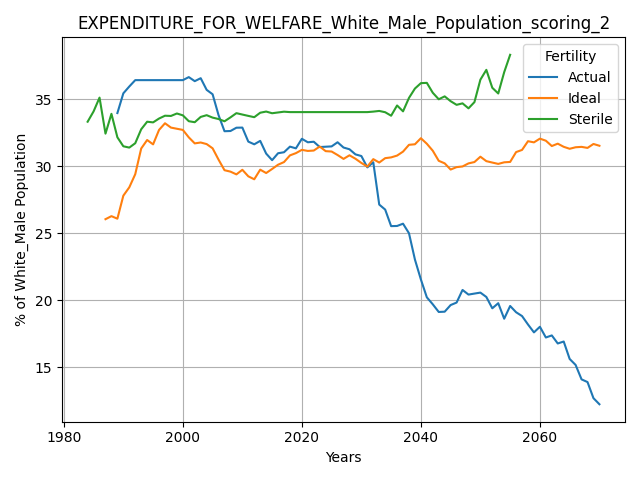 EXPENDITURE_FOR_WELFARE_White_Male_Population_scoring_2
% of White_Male Population
35
30
25
20
15
Fertility
Actual
Ideal
Sterile
1980 2000 2020 2040 2060
Years